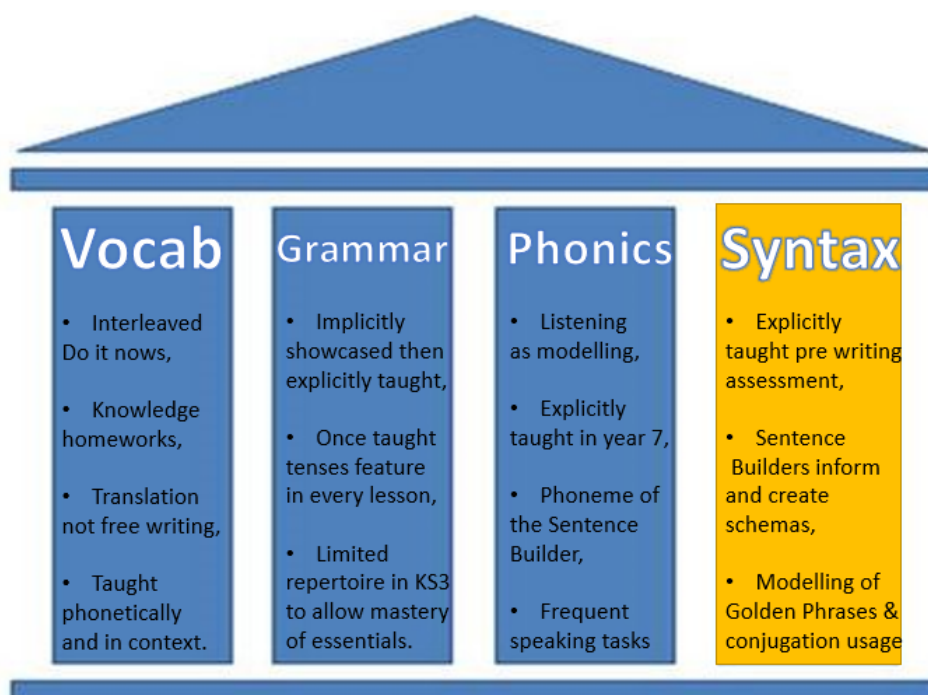 Vocab
• Interleaved
Do it nows,
• Knowledge
homeworks,
• Translation
not free writing,
• Taught
phonetically
and in context.
Grammar
• Implicitly
showcased then
explicitly taught,
• Once taught
tenses feature
in every lesson,
• Limited
repertoire in KS3
to allow mastery
of essentials.
Phonics
• Listening
as modelling,
• Explicitly
taught in year 7,
• Phoneme of
the Sentence
Builder,
• Frequent
speaking tasks
Syntax
• Explicitly
taught pre writing
assessment,
• Sentence
Builders inform
and create
schemas,
• Modelling of
Golden Phrases &
conjugation usage